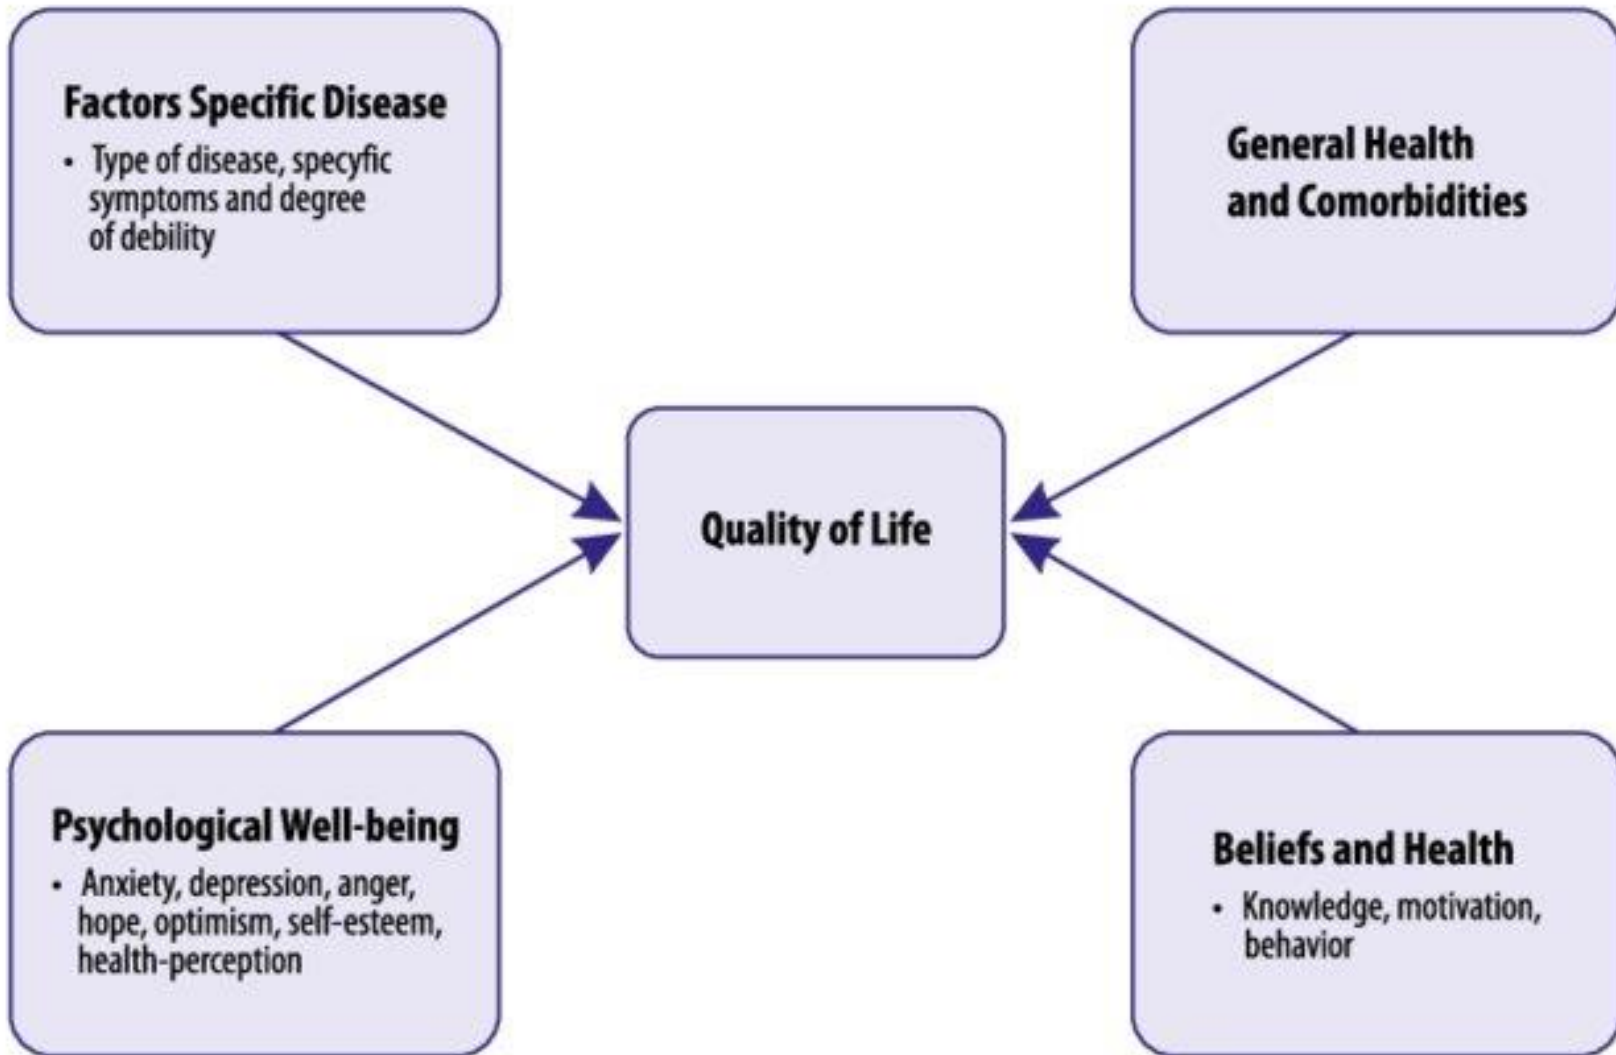 Factors Specific Disease
• Type of disease, specyfic
symptoms and degree
of debility
General Health
and Comorbidities
Quality of Life
Psychological Well-being
• Anxiety, depression, anger,
hope, optimism, self-esteem,
health-perception
Beliefs and Health
• Knowledge, motivation,
behavior